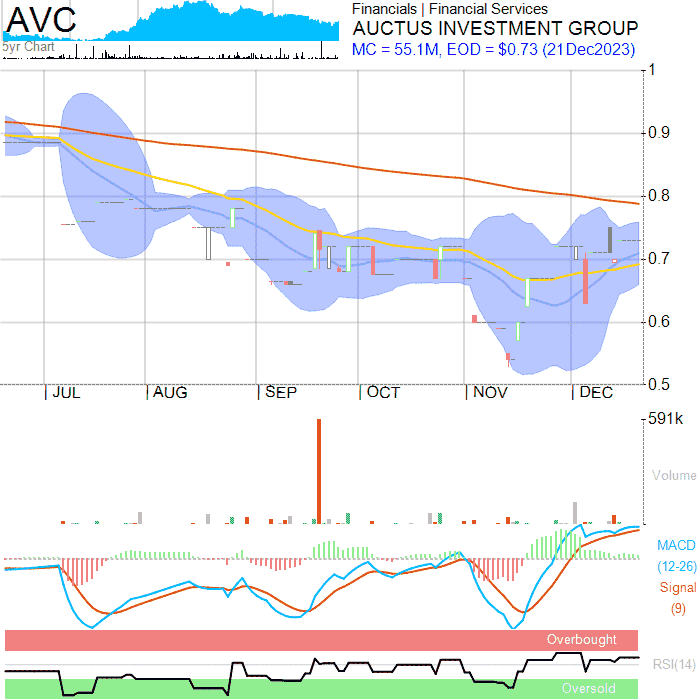 AVC
5yr Chart
Financials | Financial Services
AUCTUS INVESTMENT GROUP
MC = 55.1M, EOD = $0.73 (21Dec2023)
1
0.9
0.8
0.7
0.6
0.5
JUL AUG SEP OCT NOV DEC
591k
Volume
MACD
(12-26)
Signal
(9)
Overbought
RSI(14)
Oversold